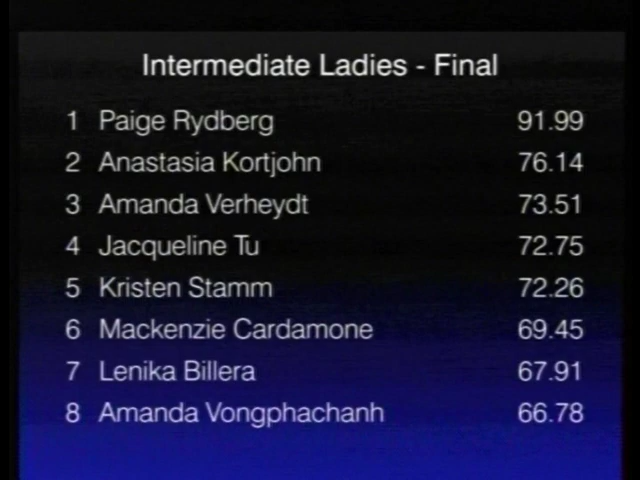 Intermediate Ladies - Final
1 Paige Rydberg 91.99
2 Anastasia Kortjohn 76.14
3 Amanda Verheydt 73.51
4 Jacqueline Tu 72.75
5 Kristen Stamm 72.26
6 Mackenzie Cardamone 69.45
7 Lenika Billera 67.91
8 Amanda Vongphachanh 66.78